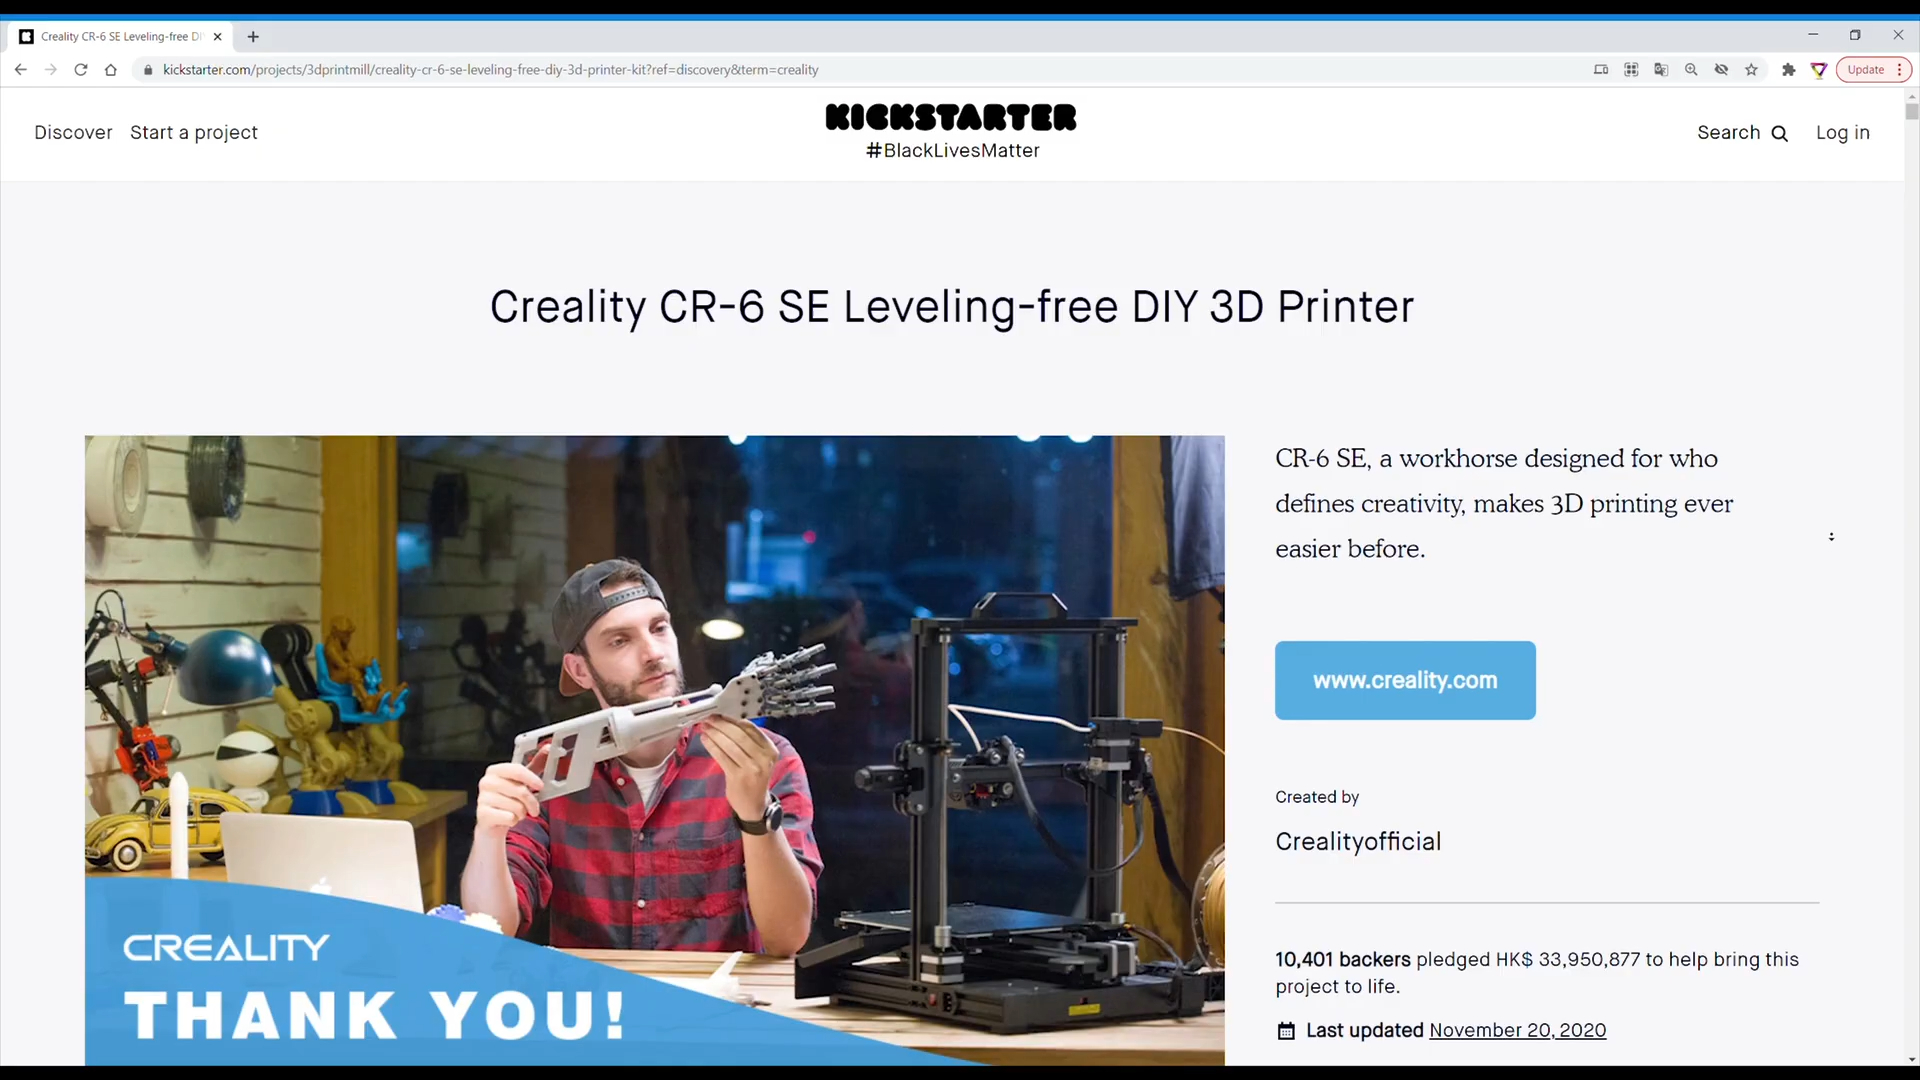 Creality CR-6 SE Leveling-free DI
kickstarter.com/projects/3dprintmill/creality-cr-6-se-leveling-free-diy-3d-printer-kit?ref=discovery&term=creality
Update
Discover Start a project
KICKSTARTER
#BlackLivesMatter
Search
Log in
Creality CR-6 SE Leveling-free DIY 3D Printer
CR-6 SE, a workhorse designed for who
defines creativity, makes 3D printing ever
easier before.
www.creality.com
Created by
Crealityofficial
10,401 backers pledged HK$ 33,950,877 to help bring this
project to life.
Last updated November 20, 2020
CREALITY
THANK YOU!